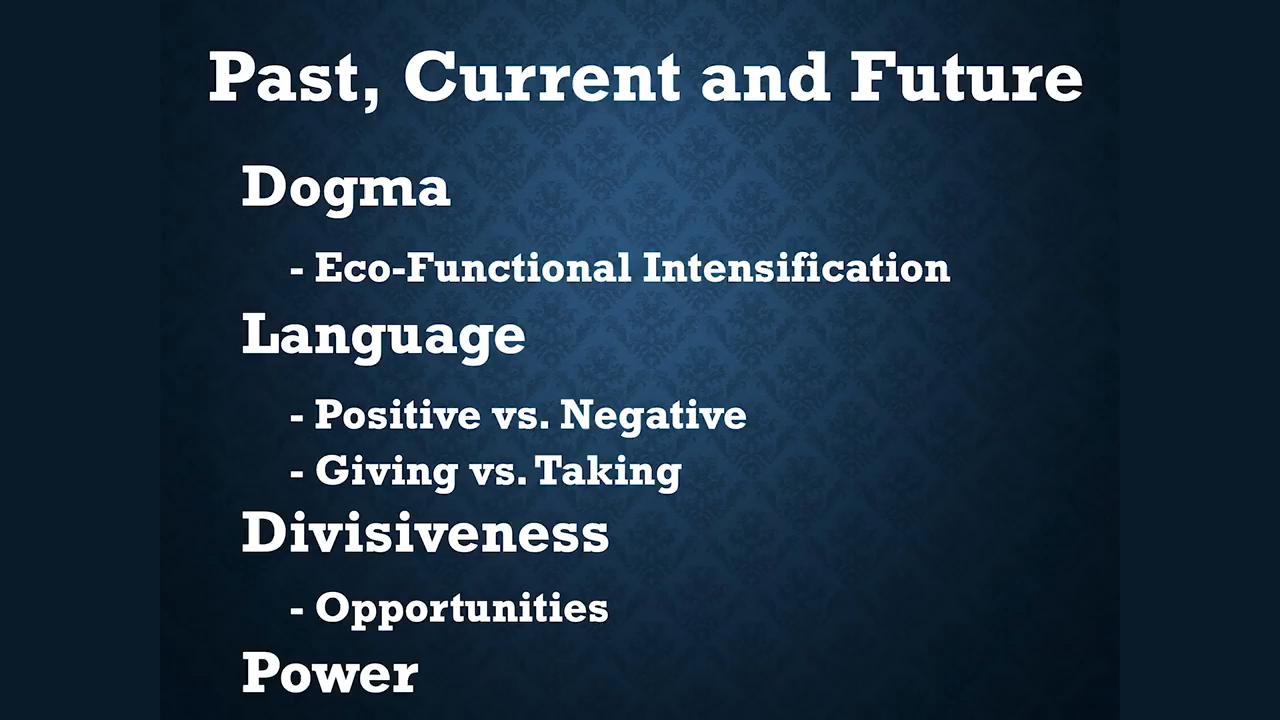 Past, Current and Future
Dogma
- Eco-Functional Intensification
Language
- Positive vs. Negative
- Giving vs. Taking
Divisiveness
- Opportunities
Power